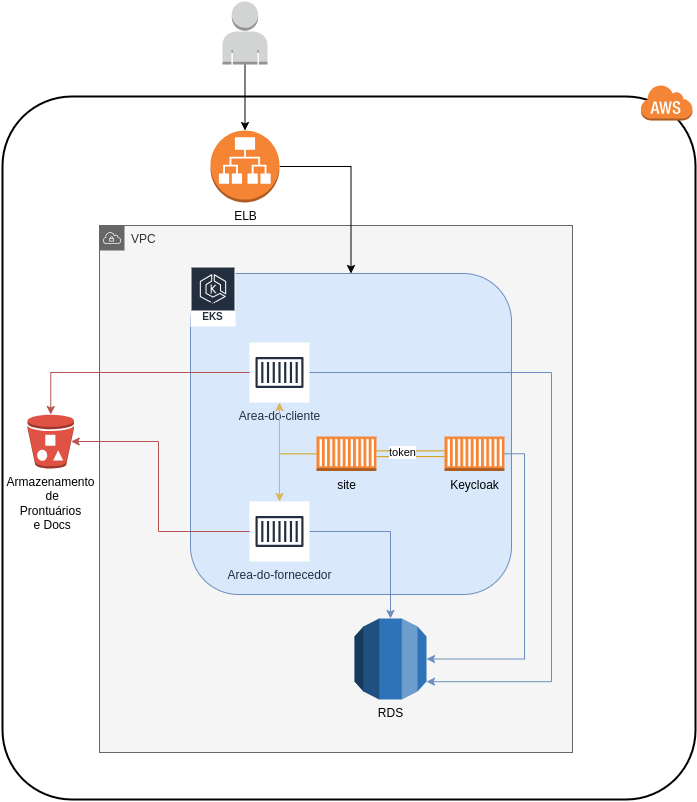 AWS
ELB
VPC
EKS
Area-do-cliente
token
site
Keycloak
Armazenamento
de
Prontuários
e Docs
Area-do-fornecedor
RDS